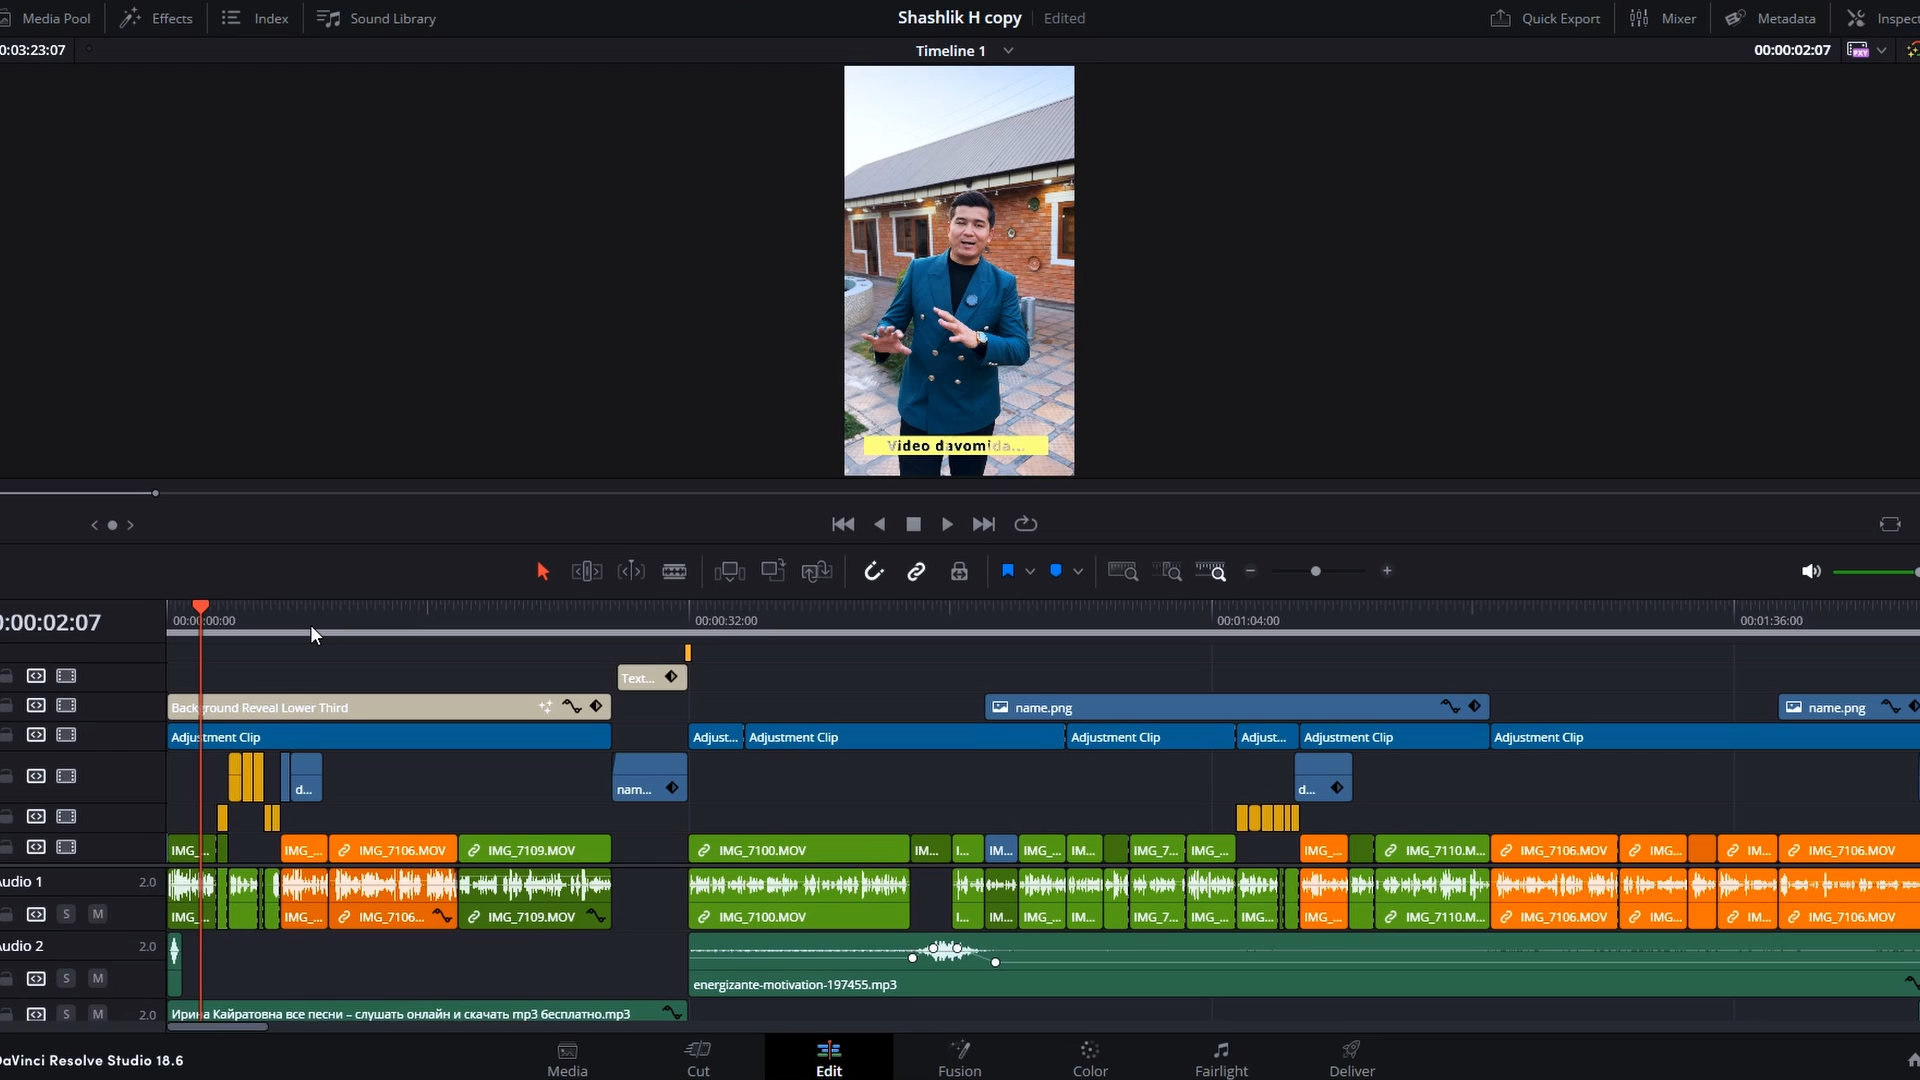 Media Pool
Effects
Index
Sound Library
Shashlik H copy
Edited
Quick Export
Mixer
Metadata
Inspect
0:03:23:07
Timeline 1
00:00:02:07
Video davomida...
0:00:02:07
00:00:00:00
00:00:32:00
00:01:04:00
00:01:36:00
Text...
Background Reveal Lower Third
name.png
name.png
Adjustment Clip
Adjust...
Adjustment Clip
Adjustment Clip
Adjust...
Adjustment Clip
Adjustment Clip
d...
nam...
d...
IMG_...
IMG_...
IMG_7106.MOV
IMG_7109.MOV
IMG_7100.MOV
IM...
I...
IM...
IMG_...
IM...
IMG_7...
IMG_...
IMG_...
IMG_7110.M...
IMG_7106.MOV
IMG...
IM...
IMG_7106.MOV
Audio 1
2.0
S
M
IMG_...
IMG_...
IMG_7106...
IMG_7109.MOV
IMG_7100.MOV
I...
IM...
IMG_...
IM...
IMG_7...
IMG_...
IMG...
IMG_...
IMG_7110.M...
IMG_7106.MOV
IMG...
IM...
IMG_7106.MOV
Audio 2
2.0
S
M
energizante-motivation-197455.mp3
S
M
2.0
Ирина Кайратовна все песни – слушать онлайн и скачать mp3 бесплатно.mp3
DaVinci Resolve Studio 18.6
Media
Cut
Edit
Fusion
Color
Fairlight
Deliver